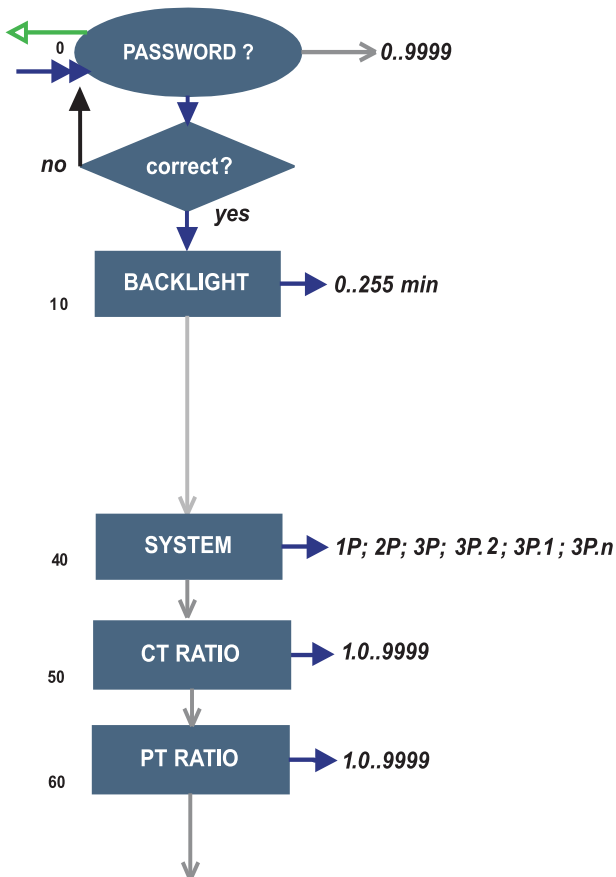 0
PASSWORD ?
0..9999
no
correct?
yes
BACKLIGHT
0..255 min
10
SYSTEM
1P; 2P; 3P; 3P.2; 3P.1; 3P.n
40
CT RATIO
1.0..9999
50
PT RATIO
1.0..9999
60